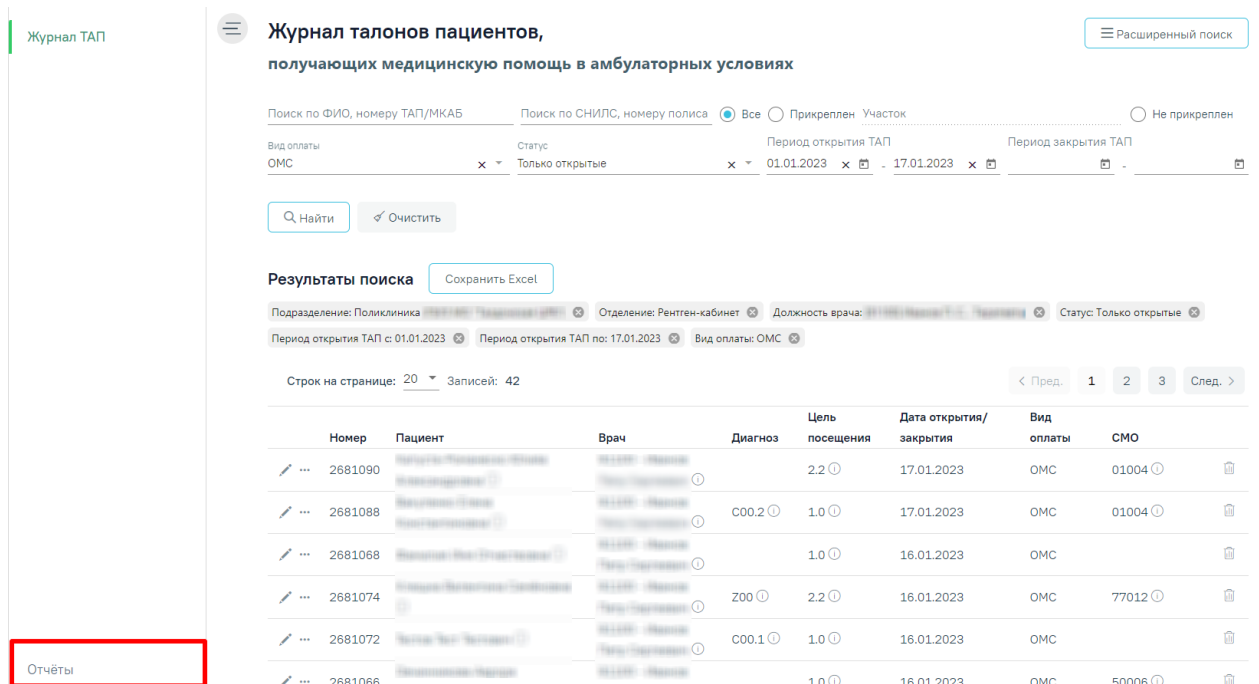 Журнал ТАП
Журнал талонов пациентов,
Расширенный поиск
получающих медицинскую помощь в амбулаторных условиях
Поиск по ФИО, номеру ТАП/МКАБ Поиск по СНИЛС, номеру полиса Все Прикреплен Участок Не прикреплен
Вид оплаты Статус Период открытия ТАП Период закрытия ТАП
ОМС Только открытые 01.01.2023 - 17.01.2023 -
Найти Очистить
Результаты поиска Сохранить Excel
Подразделение: Поликлиника Отделение: Рентген-кабинет Должность врача: Статус: Только открытые
Период открытия ТАП с: 01.01.2023 Период открытия ТАП по: 17.01.2023 Вид оплаты: ОМС
Строк на странице: 20 Записей: 42 < Пред. 1 2 3 След. >
Номер Пациент Врач Диагноз Цель посещения Дата открытия/ закрытия Вид оплаты СМО
2681090 2.2 17.01.2023 ОМС 01004
2681088 C00.2 1.0 17.01.2023 ОМС 01004
2681068 1.0 16.01.2023 ОМС
2681074 Z00 2.2 16.01.2023 ОМС 77012
2681072 C00.1 1.0 16.01.2023 ОМС
Отчёты
2681066 1.0 16.01.2023 ОМС 50006